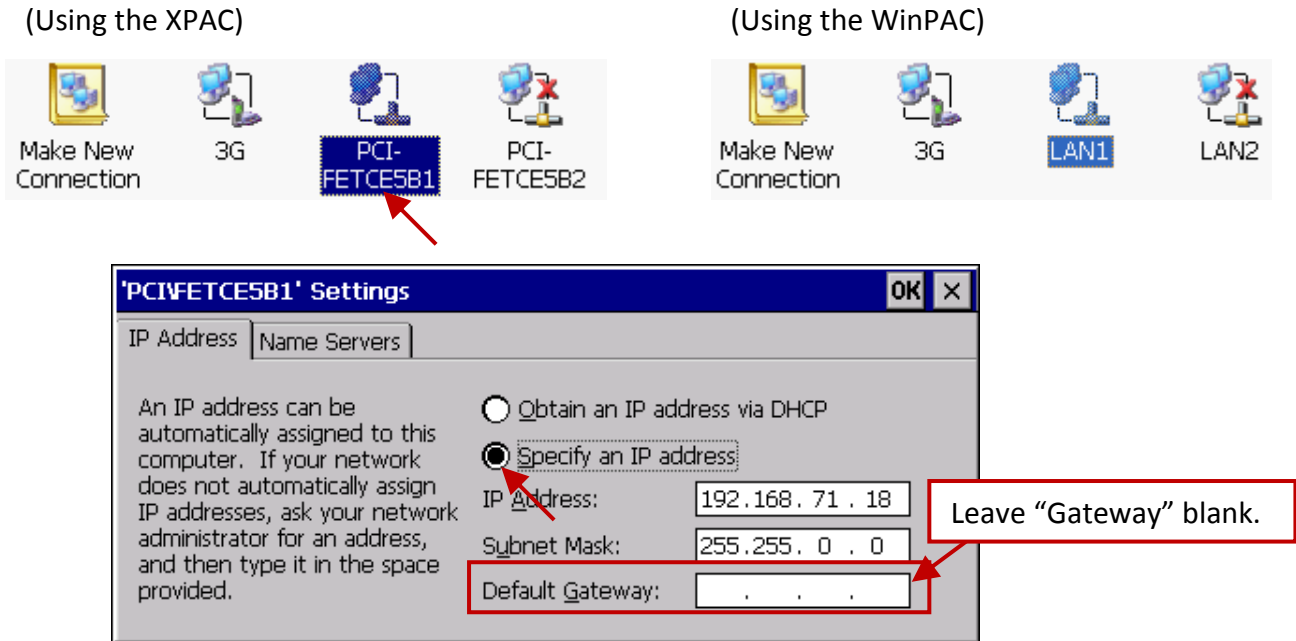 (Using the XPAC)
(Using the WinPAC)
Make New
Connection
3G
PCI-
FETCE5B1
PCI-
FETCE5B2
Make New
Connection
3G
LAN1
LAN2
'PCI\FETCE5B1' Settings
OK
IP Address
Name Servers
An IP address can be
automatically assigned to this
computer. If your network
does not automatically assign
IP addresses, ask your network
administrator for an address,
and then type it in the space
provided.
Obtain an IP address via DHCP
Specify an IP address
IP Address:
192.168.71.18
Subnet Mask:
255.255.0.0
Default Gateway:
. . .
Leave “Gateway” blank.